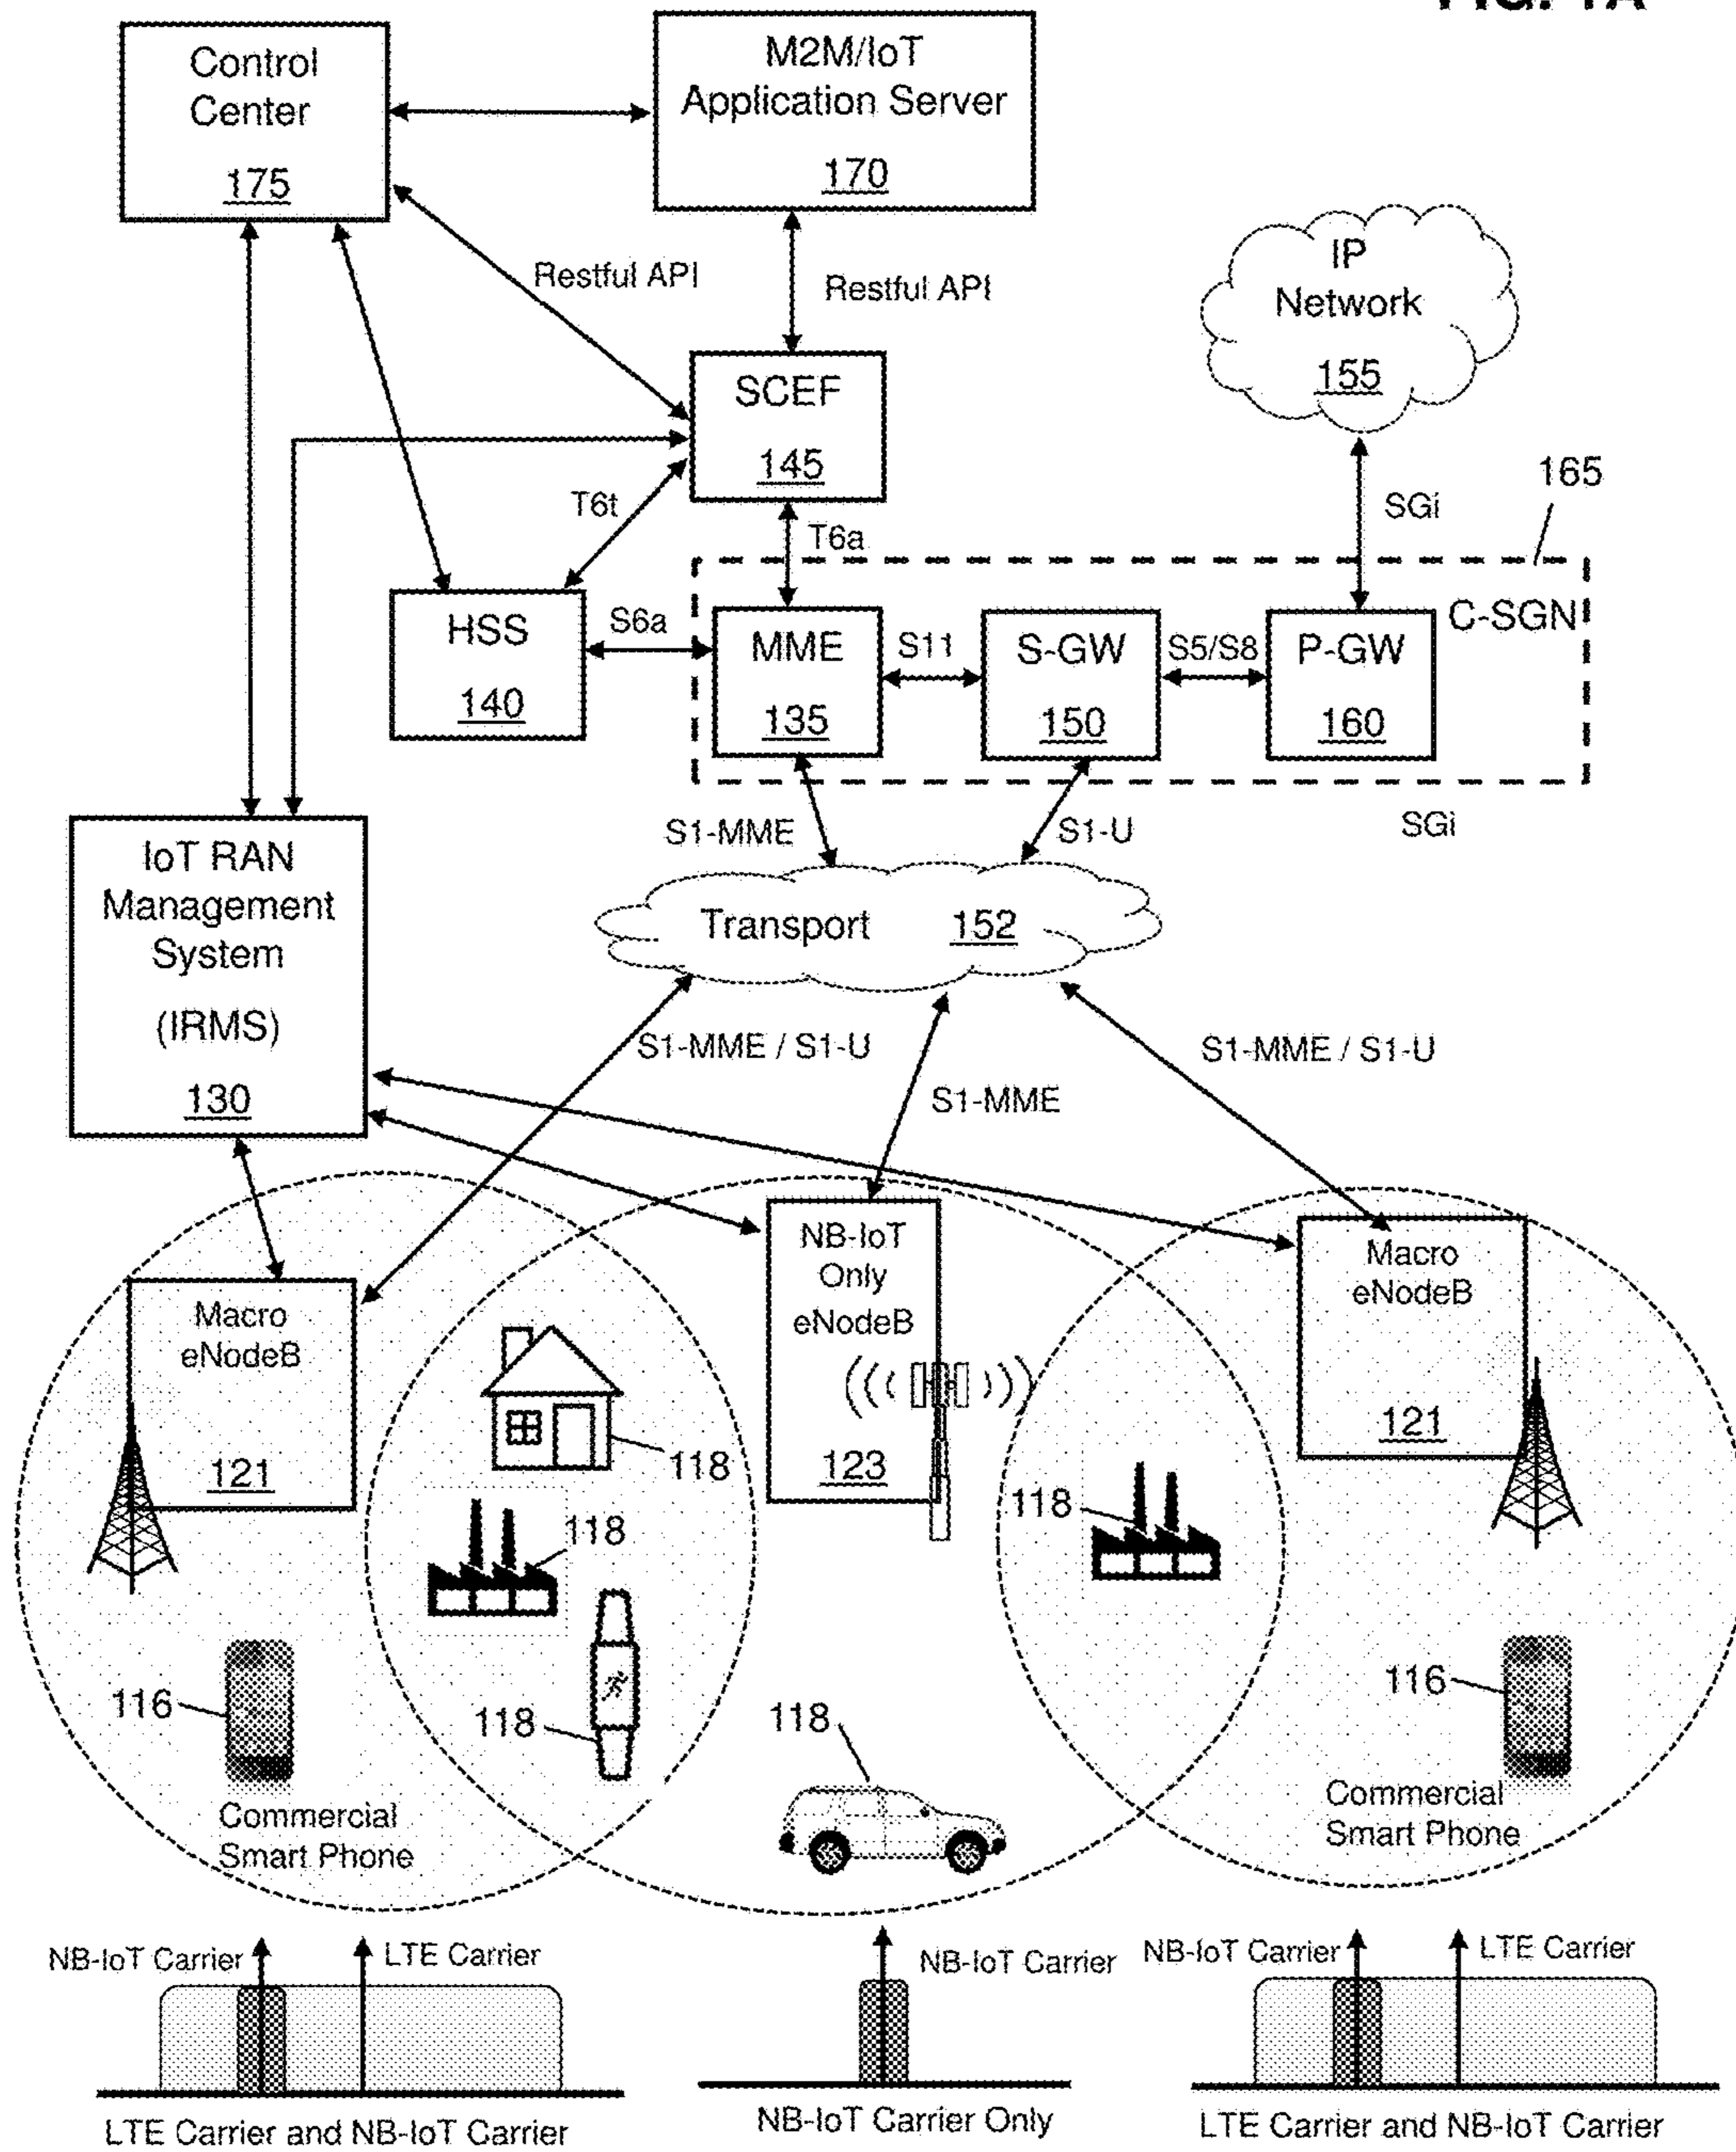 FIG. 1A
Control
Center
175
M2M/IoT
Application Server
170
Restful API
Restful API
IP
Network
155
SCEF
145
165
SGi
T6t
T6a
C-SGN
HSS
140
S6a
MME
135
S11
S-GW
150
S5/S8
P-GW
160
S1-MME
S1-U
SGi
IoT RAN
Management
System
(IRMS)
130
Transport 152
S1-MME / S1-U
S1-MME / S1-U
S1-MME
Macro
eNodeB
121
NB-IoT
Only
eNodeB
123
Macro
eNodeB
121
118
118
118
118
118
116
116
Commercial
Smart Phone
Commercial
Smart Phone
NB-IoT Carrier
LTE Carrier
NB-IoT Carrier
NB-IoT Carrier
LTE Carrier
LTE Carrier and NB-IoT Carrier
NB-IoT Carrier Only
LTE Carrier and NB-IoT Carrier